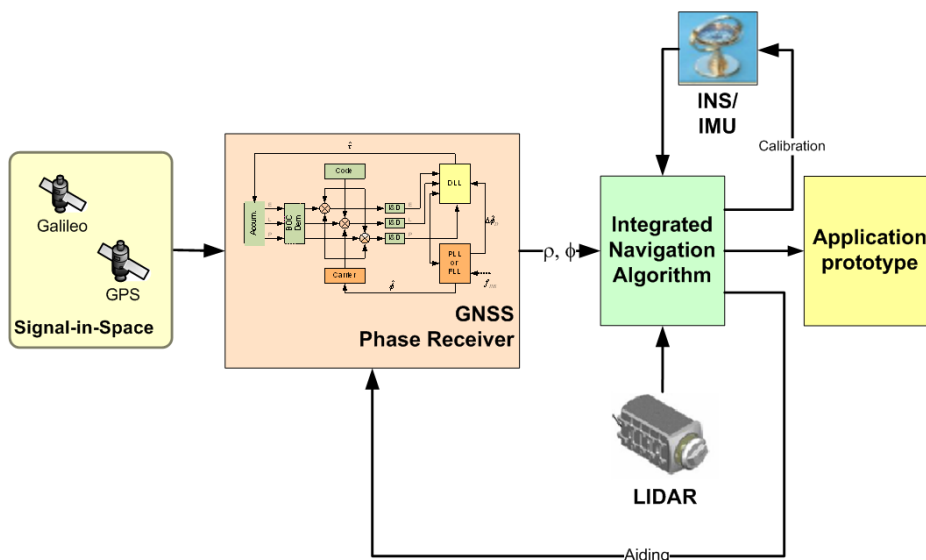 INS/
IMU
Calibration
Galileo
GPS
Signal-in-Space
τ̂
Code
DLL
Accum.
E
L
P
BOC
Dem
I&D
I&D
I&D
E
L
P
PLL
or
PLL
Carrier
ϕ̂
GNSS
Phase Receiver
ρ, ϕ
Integrated
Navigation
Algorithm
Application
prototype
LIDAR
Aiding